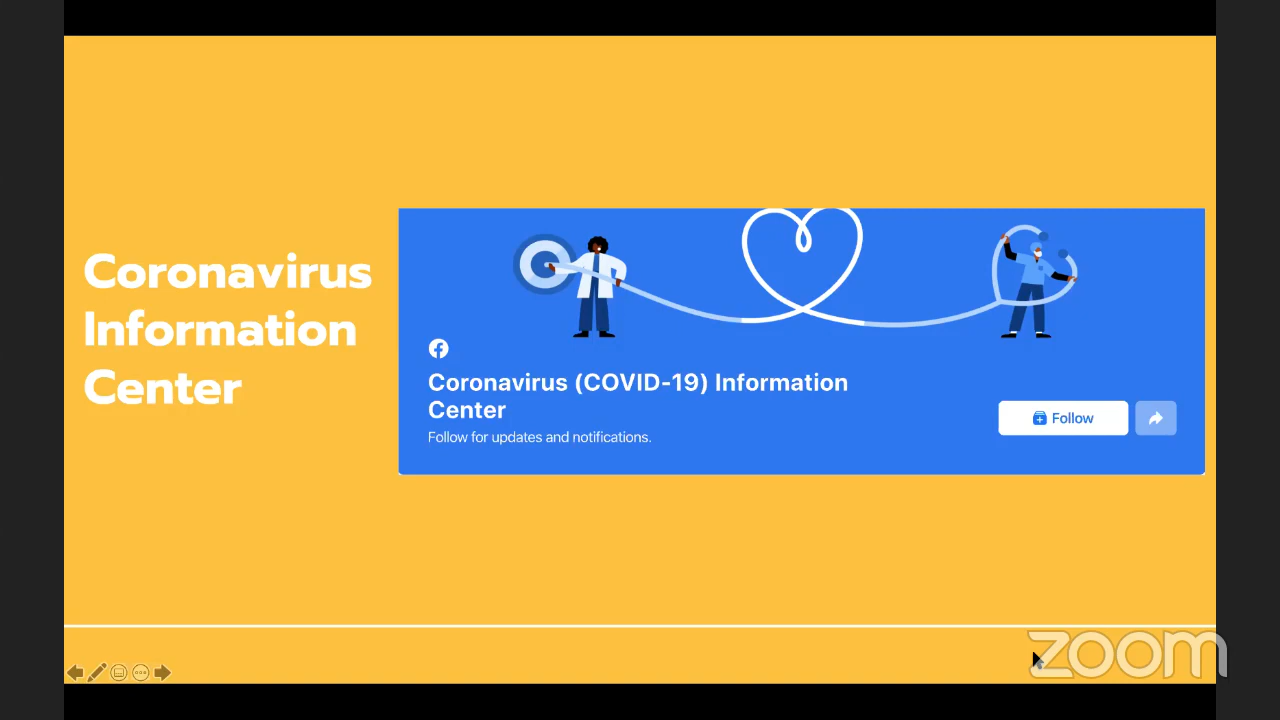 Coronavirus
Information
Center
Coronavirus (COVID-19) Information
Center
Follow for updates and notifications.
Follow
zoom